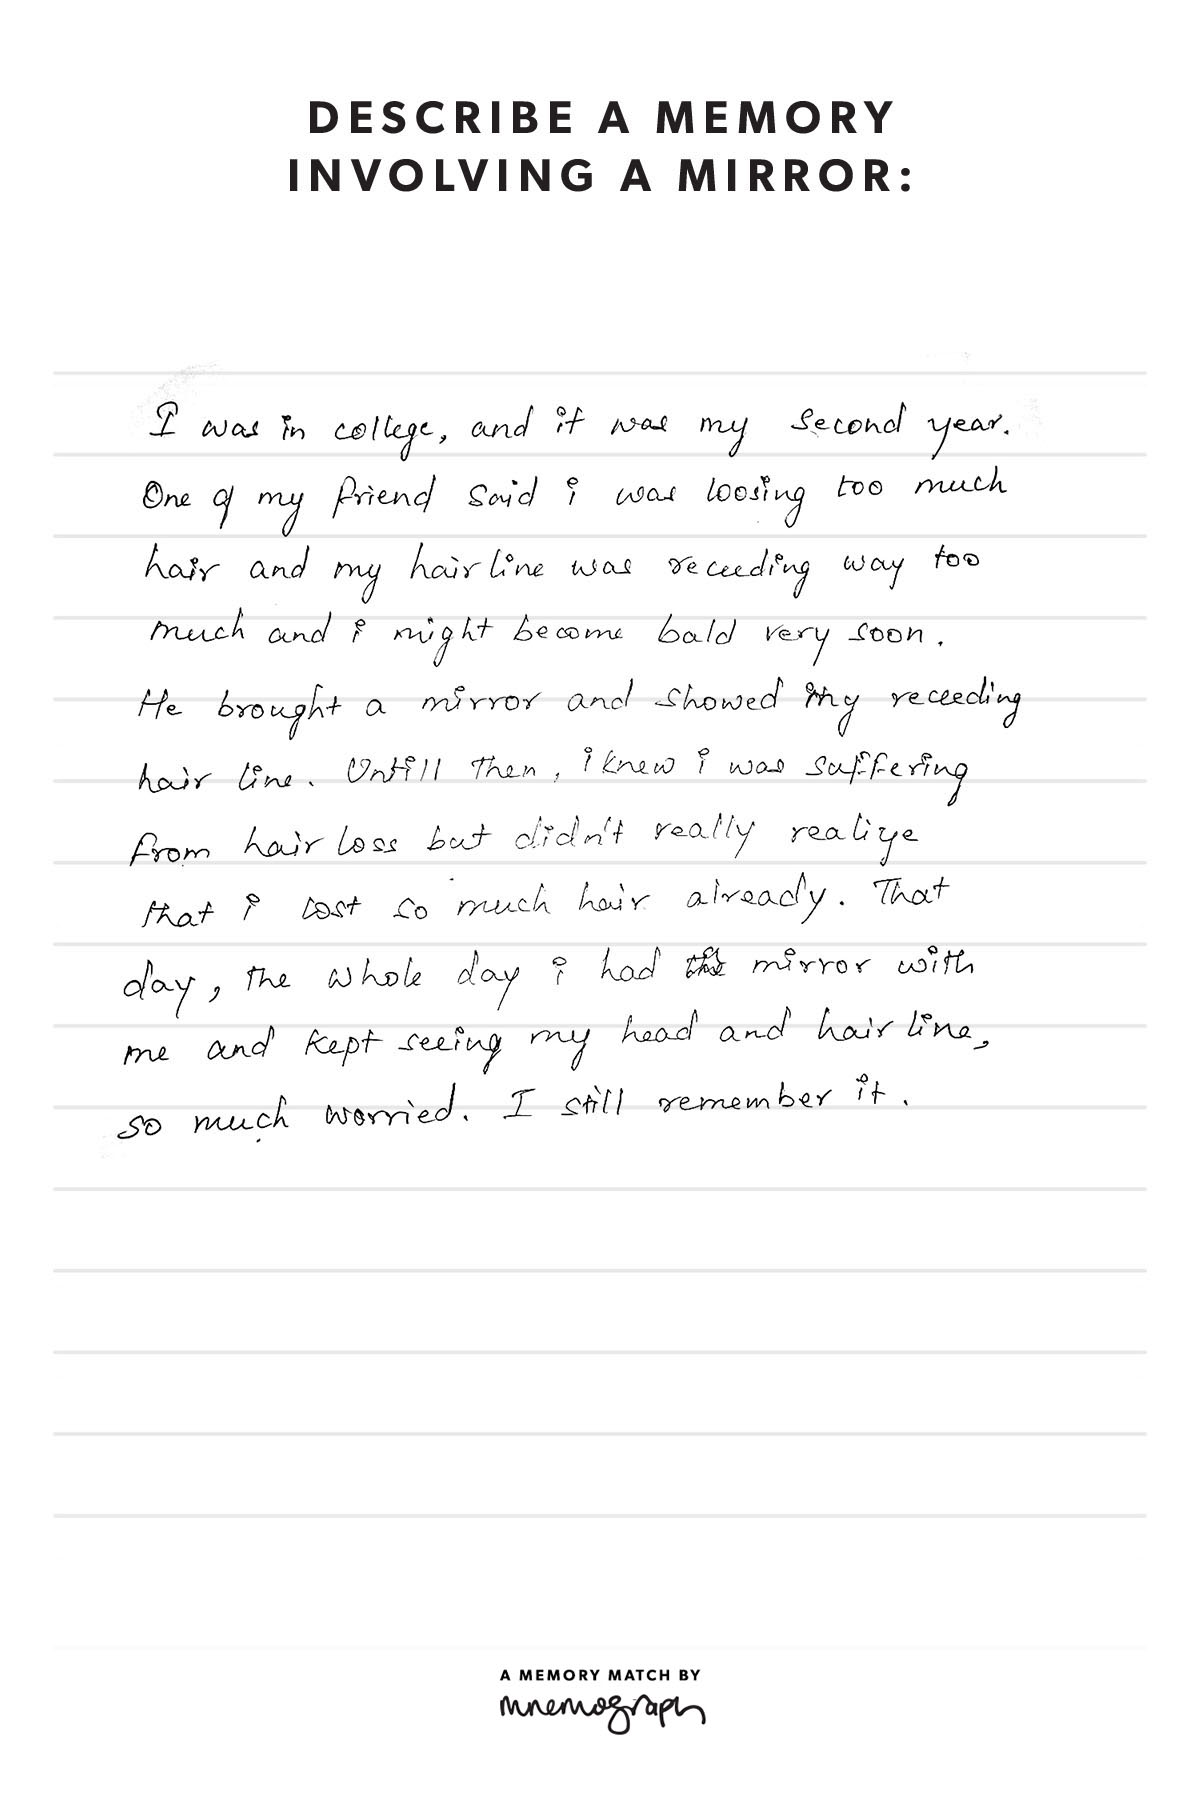 DESCRIBE A MEMORY
INVOLVING A MIRROR:
I was in college, and it was my second year.
One of my friend said i was loosing too much
hair and my hair line was receeding way too
much and i might become bald very soon.
He brought a mirror and showed my receeding
hair line. Untill then, i knew i was suffering
from hair loss but didn't really realize
that i lost so much hair already. That
day, the whole day i had the mirror with
me and kept seeing my head and hair line,
so much worried. I still remember it.
A MEMORY MATCH BY
mnemograph